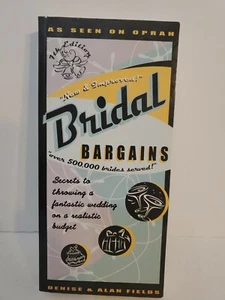 AS SEEN ON OPRAH
7th Edition
"New & Improved!"
Bridal
BARGAINS
"over 500,000 brides served!"
Secrets to
throwing a
fantastic wedding
on a realistic
budget
DENISE & ALAN FIELDS